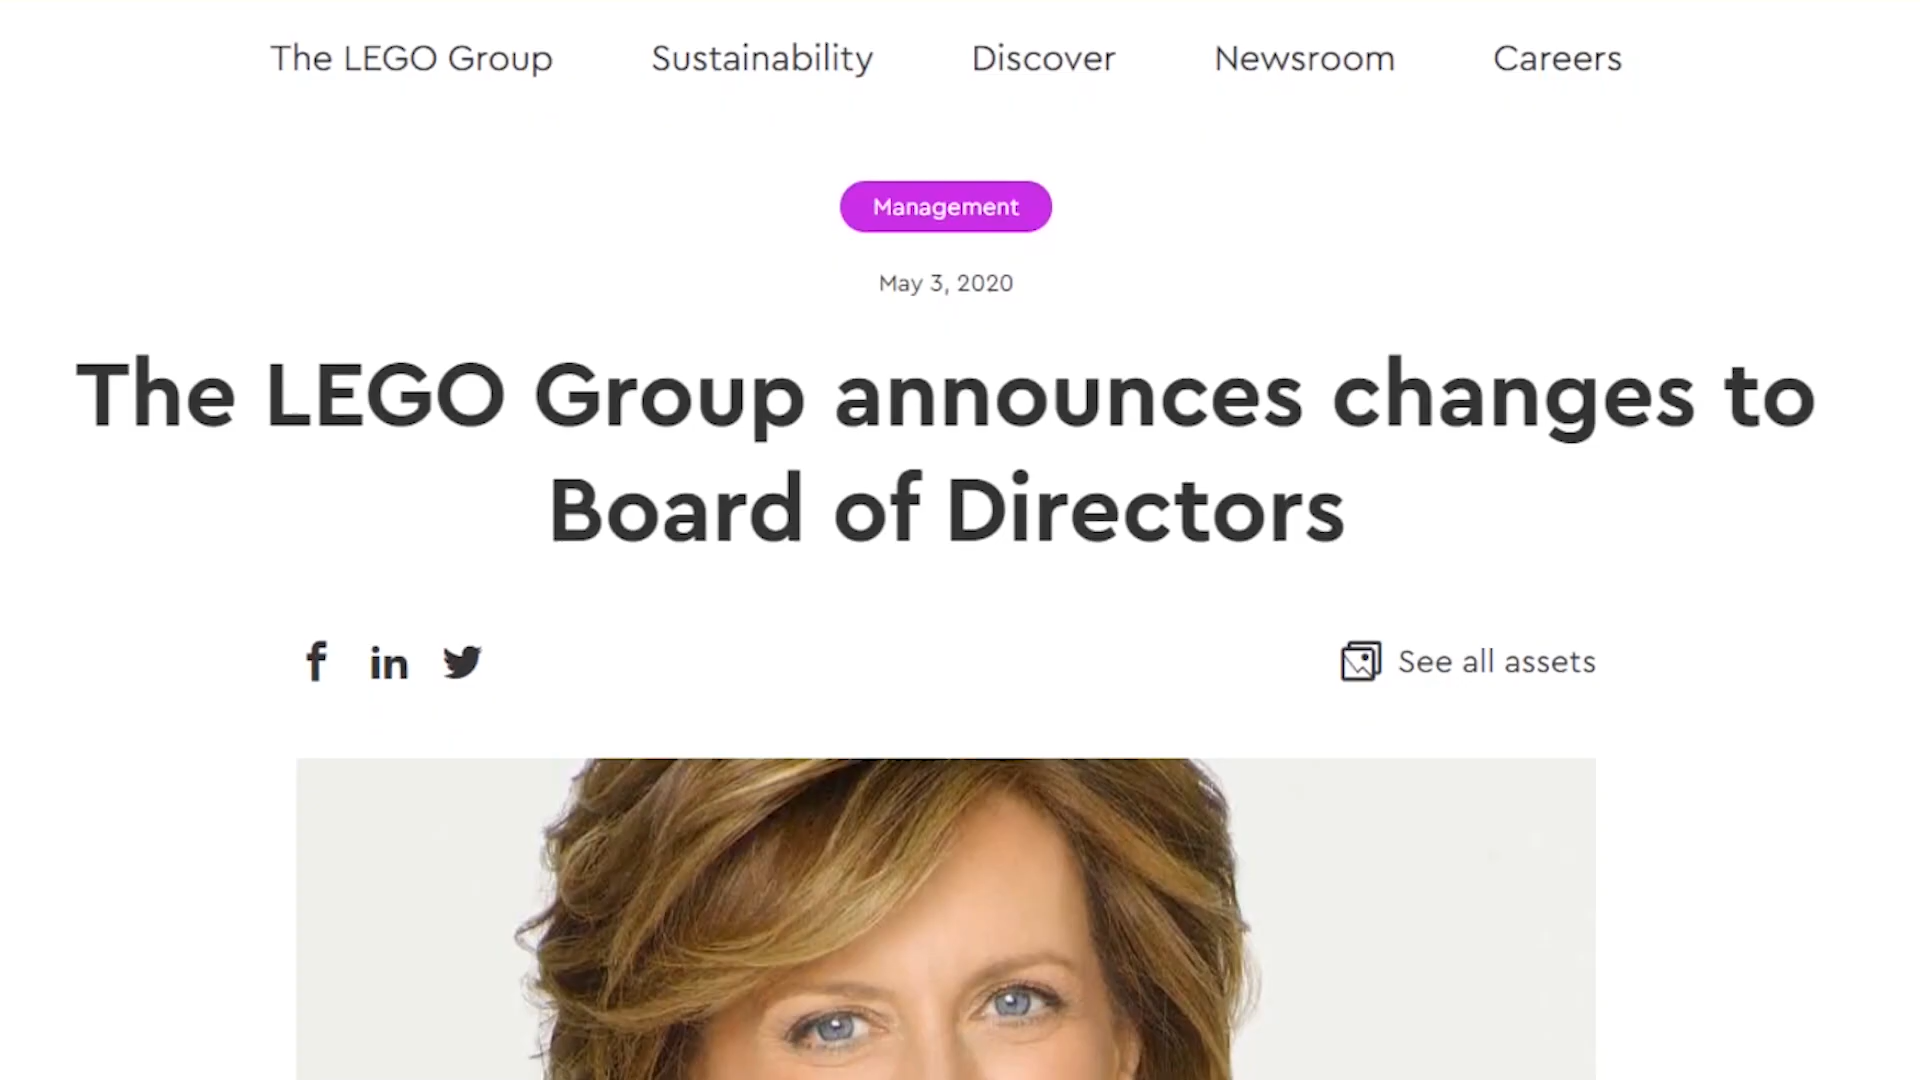 The LEGO Group Sustainability Discover Newsroom Careers
Management
May 3, 2020
The LEGO Group announces changes to
Board of Directors
See all assets